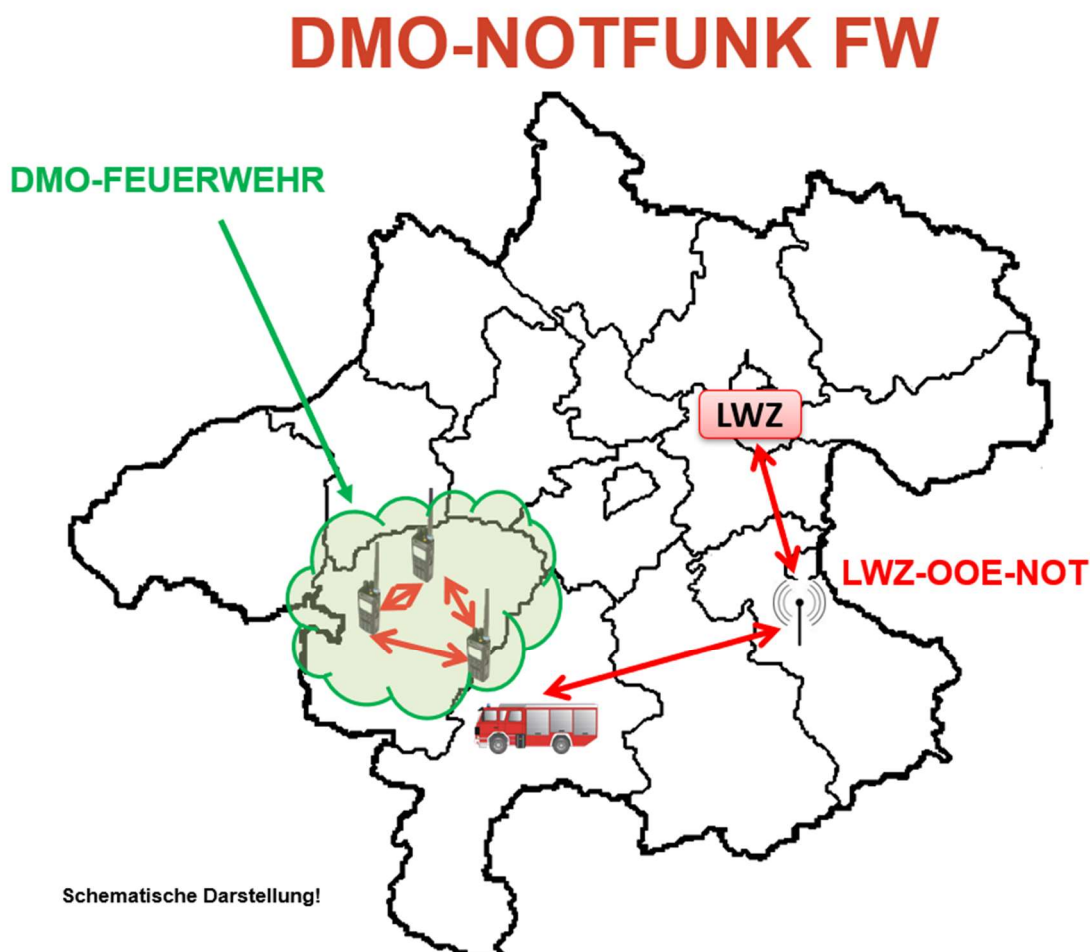 DMO-NOTFUNK FW
DMO-FEUERWEHR
LWZ
LWZ-OOE-NOT
Schematische Darstellung!